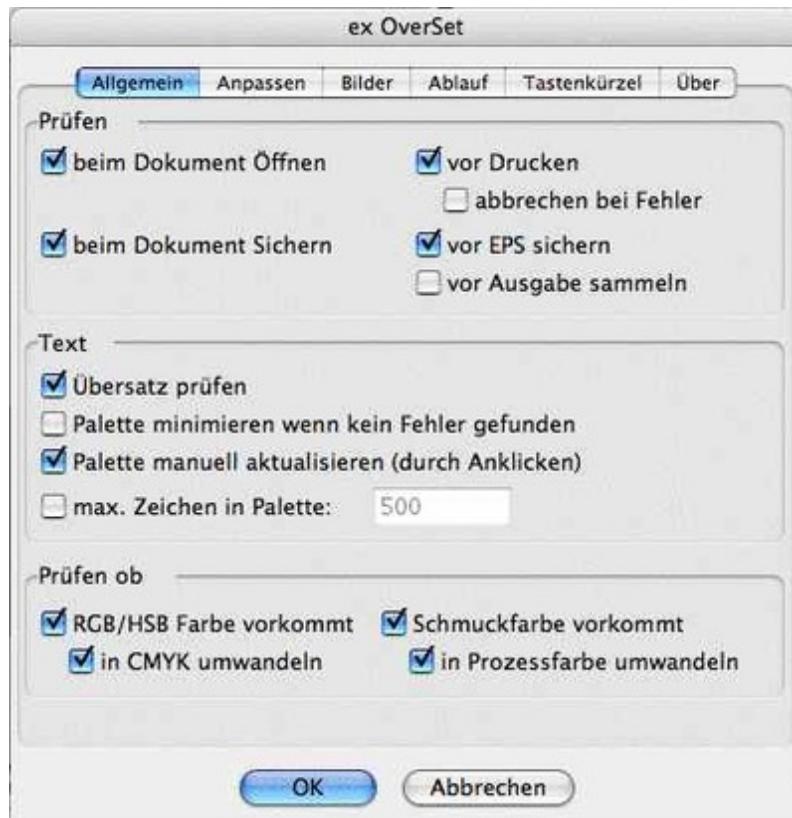 ex OverSet
Allgemein Anpassen Bilder Ablauf Tastenkürzel Über
Prüfen
beim Dokument Öffnen vor Drucken
abbrechen bei Fehler
beim Dokument Sichern vor EPS sichern
vor Ausgabe sammeln
Text
Übersatz prüfen
Palette minimieren wenn kein Fehler gefunden
Palette manuell aktualisieren (durch Anklicken)
max. Zeichen in Palette: 500
Prüfen ob
RGB/HSB Farbe vorkommt Schmuckfarbe vorkommt
in CMYK umwandeln in Prozessfarbe umwandeln
OK Abbrechen